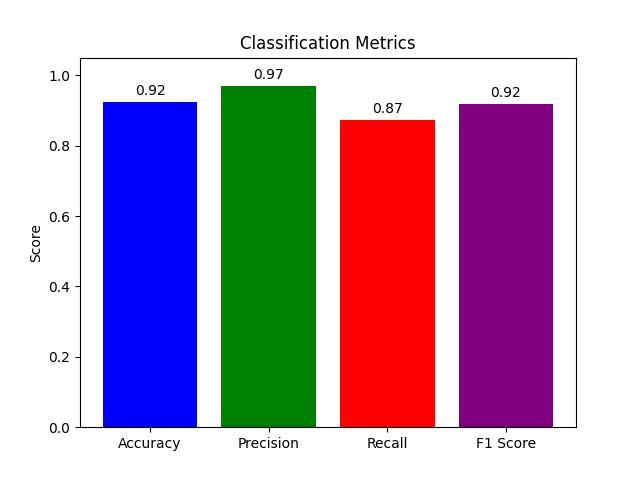 Classification Metrics
1.0
0.8
0.6
0.4
0.2
0.0
Score
0.92
0.97
0.87
0.92
Accuracy
Precision
Recall
F1 Score